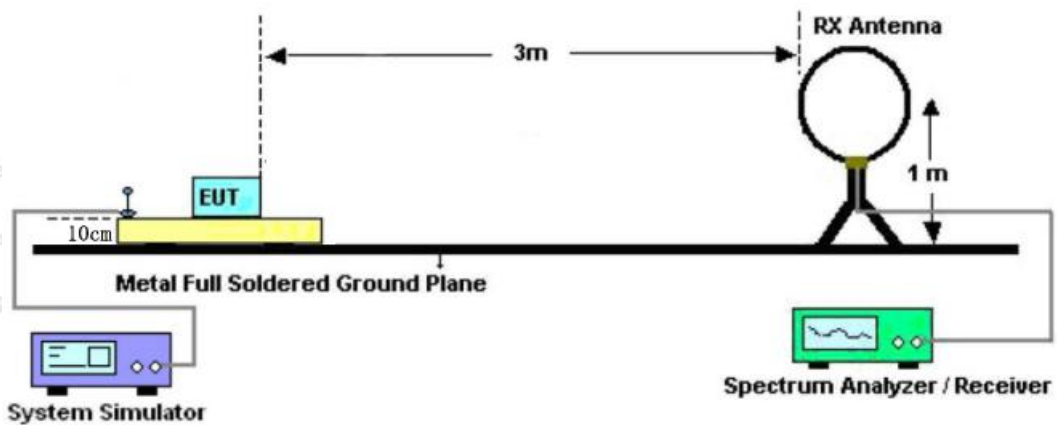 RX Antenna
3m
1 m
EUT
10cm
Metal Full Soldered Ground Plane
System Simulator
Spectrum Analyzer / Receiver